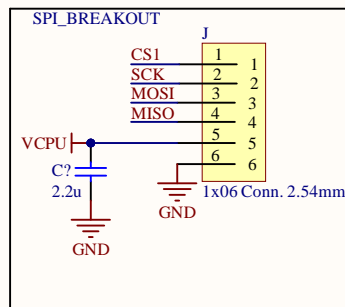 SPI_BREAKOUT
J
CS1 1 1
SCK 2 2
MOSI 3 3
MISO 4 4
VCPU 5 5
6 6
C?
2.2u
GND
1x06 Conn. 2.54mm
GND